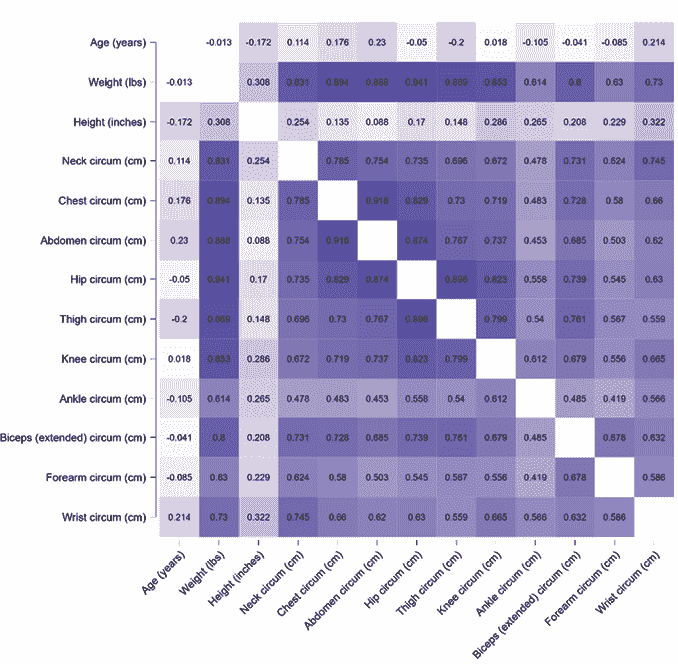 Age (years) -0.013 -0.172 0.114 0.176 0.23 -0.05 -0.2 0.018 -0.105 -0.041 -0.085 0.214
Weight (lbs) -0.013 0.308 0.831 0.894 0.888 0.941 0.869 0.853 0.614 0.8 0.63 0.73
Height (inches) -0.172 0.308 0.254 0.135 0.088 0.17 0.148 0.286 0.265 0.208 0.229 0.322
Neck circum (cm) 0.114 0.831 0.254 0.785 0.754 0.735 0.696 0.672 0.478 0.731 0.624 0.745
Chest circum (cm) 0.176 0.894 0.135 0.785 0.916 0.829 0.73 0.719 0.483 0.728 0.58 0.66
Abdomen circum (cm) 0.23 0.888 0.088 0.754 0.916 0.874 0.767 0.737 0.453 0.685 0.503 0.62
Hip circum (cm) -0.05 0.941 0.17 0.735 0.829 0.874 0.896 0.823 0.558 0.739 0.545 0.63
Thigh circum (cm) -0.2 0.869 0.148 0.696 0.73 0.767 0.896 0.799 0.54 0.761 0.567 0.559
Knee circum (cm) 0.018 0.853 0.286 0.672 0.719 0.737 0.823 0.799 0.612 0.679 0.556 0.665
Ankle circum (cm) -0.105 0.614 0.265 0.478 0.483 0.453 0.558 0.54 0.612 0.485 0.419 0.566
Biceps (extended) circum (cm) -0.041 0.8 0.208 0.731 0.728 0.685 0.739 0.761 0.679 0.485 0.678 0.632
Forearm circum (cm) -0.085 0.63 0.229 0.624 0.58 0.503 0.545 0.567 0.556 0.419 0.678 0.586
Wrist circum (cm) 0.214 0.73 0.322 0.745 0.66 0.62 0.63 0.559 0.665 0.566 0.632 0.586
Age (years)
Weight (lbs)
Height (inches)
Neck circum (cm)
Chest circum (cm)
Abdomen circum (cm)
Hip circum (cm)
Thigh circum (cm)
Knee circum (cm)
Ankle circum (cm)
Biceps (extended) circum (cm)
Forearm circum (cm)
Wrist circum (cm)